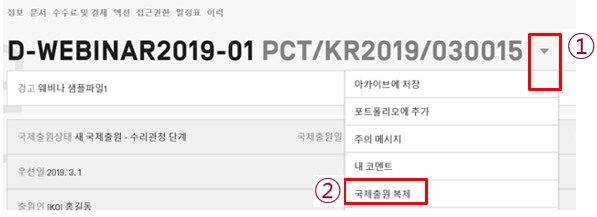 정보 문서 수수료 및 결제 액션 접근권한 일정표 이력
D-WEBINAR2019-01 PCT/KR2019/030015
①
경고 웨비나 샘플파일1
아카이브에 저장
포트폴리오에 추가
국제출원상태 새 국제출원 - 수리관청 단계 국제출원일
주의 메시지
우선일 2019. 3. 1
내 코멘트
② 국제출원 복제
출원인 [KO] 홍길동